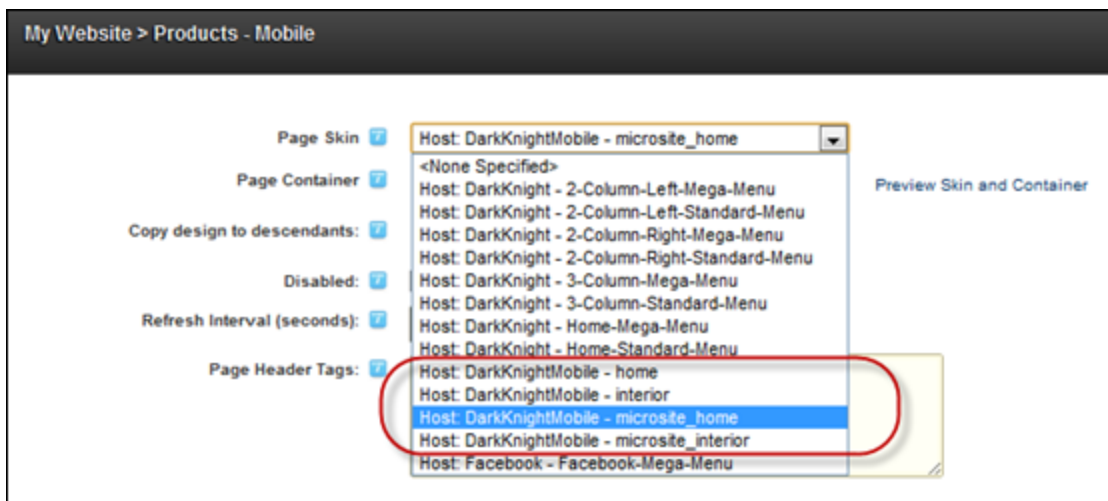 My Website > Products - Mobile
Page Skin
Host: DarkKnightMobile - microsite_home
<None Specified>
Page Container
Host: DarkKnight - 2-Column-Left-Mega-Menu
Preview Skin and Container
Host: DarkKnight - 2-Column-Left-Standard-Menu
Copy design to descendants:
Host: DarkKnight - 2-Column-Right-Mega-Menu
Host: DarkKnight - 2-Column-Right-Standard-Menu
Disabled:
Host: DarkKnight - 3-Column-Mega-Menu
Host: DarkKnight - 3-Column-Standard-Menu
Refresh Interval (seconds):
Host: DarkKnight - Home-Mega-Menu
Host: DarkKnight - Home-Standard-Menu
Page Header Tags:
Host: DarkKnightMobile - home
Host: DarkKnightMobile - interior
Host: DarkKnightMobile - microsite_home
Host: DarkKnightMobile - microsite_interior
Host: Facebook - Facebook-Mega-Menu